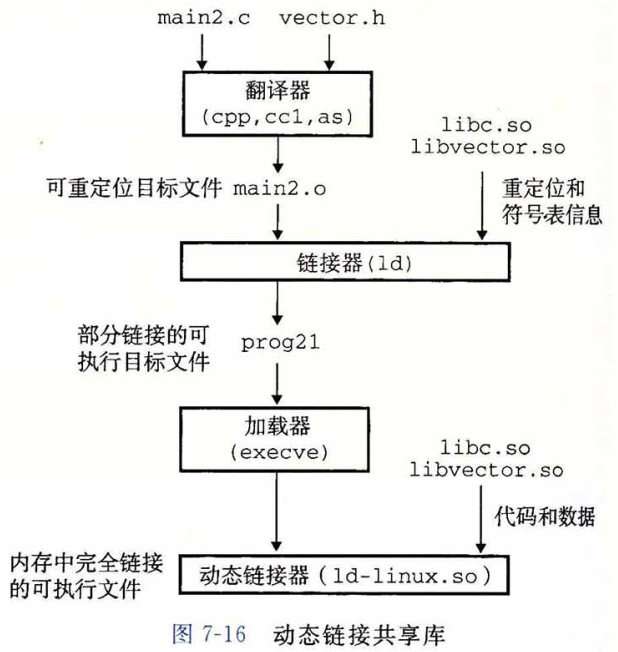 main2.c vector.h
翻译器
(cpp,cc1,as)
libc.so
libvector.so
可重定位目标文件 main2.o
重定位和
符号表信息
链接器(ld)
部分链接的可
执行目标文件
prog21
加载器
(execve)
libc.so
libvector.so
代码和数据
内存中完全链接
的可执行文件
动态链接器(ld-linux.so)
图 7-16 动态链接共享库